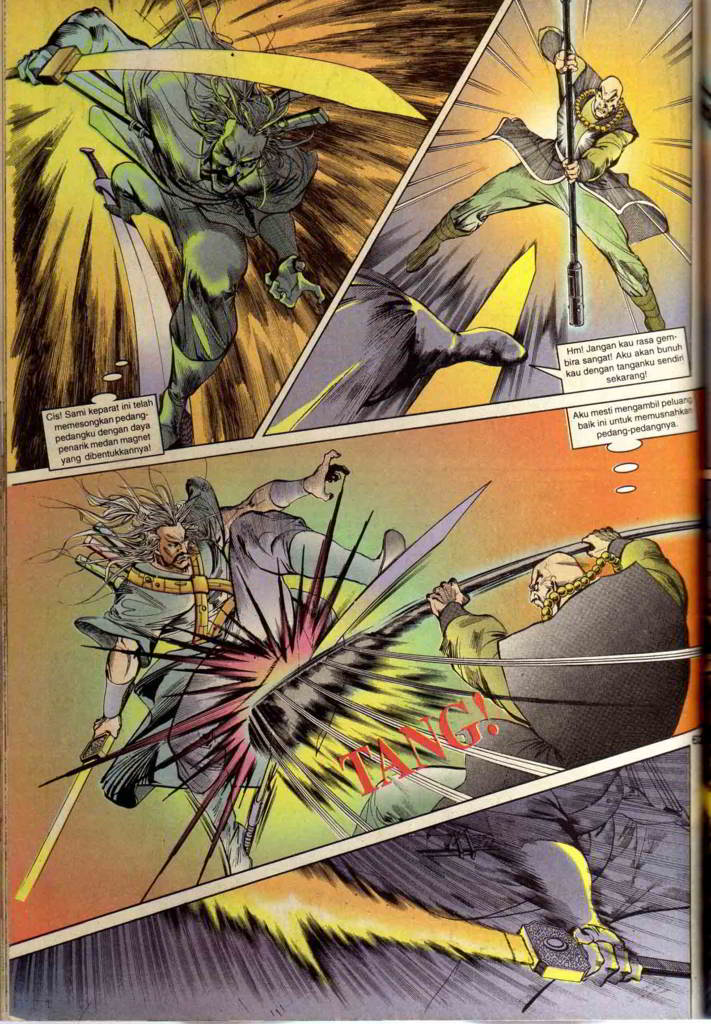 Cis! Sami keparat ini telah
memesongkan pedang-
pedangku dengan daya
penarik medan magnet
yang dibentukkannya!
Hm! Jangan kau rasa gem-
bira sangat! Aku akan bunuh
kau dengan tanganku sendiri
sekarang!
Aku mesti mengambil peluang
baik ini untuk memusnahkan
pedang-pedangnya.
TANG!